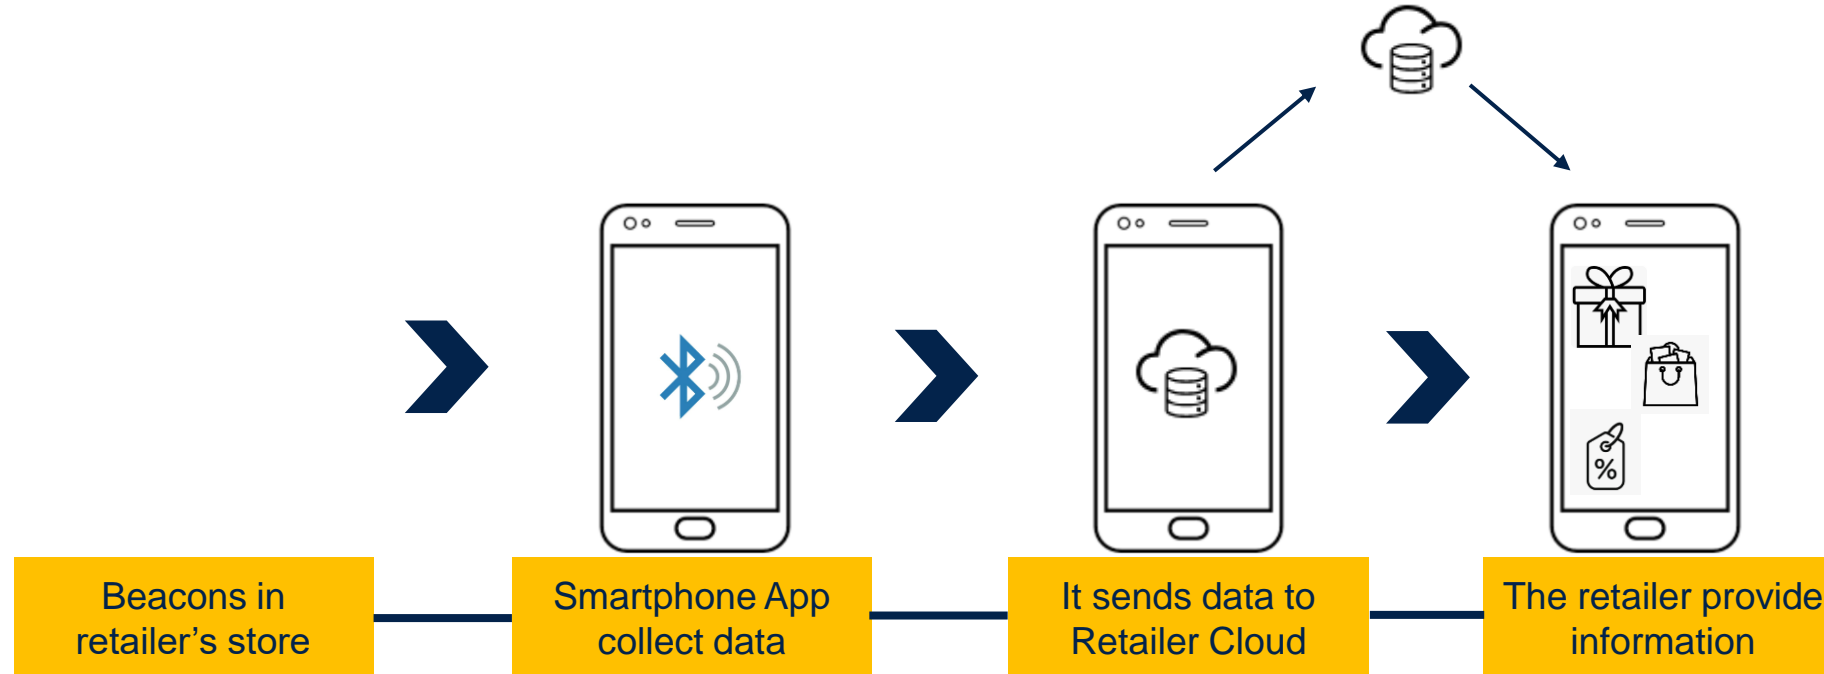 Beacons in
retailer’s store
Smartphone App
collect data
It sends data to
Retailer Cloud
The retailer provide
information
%